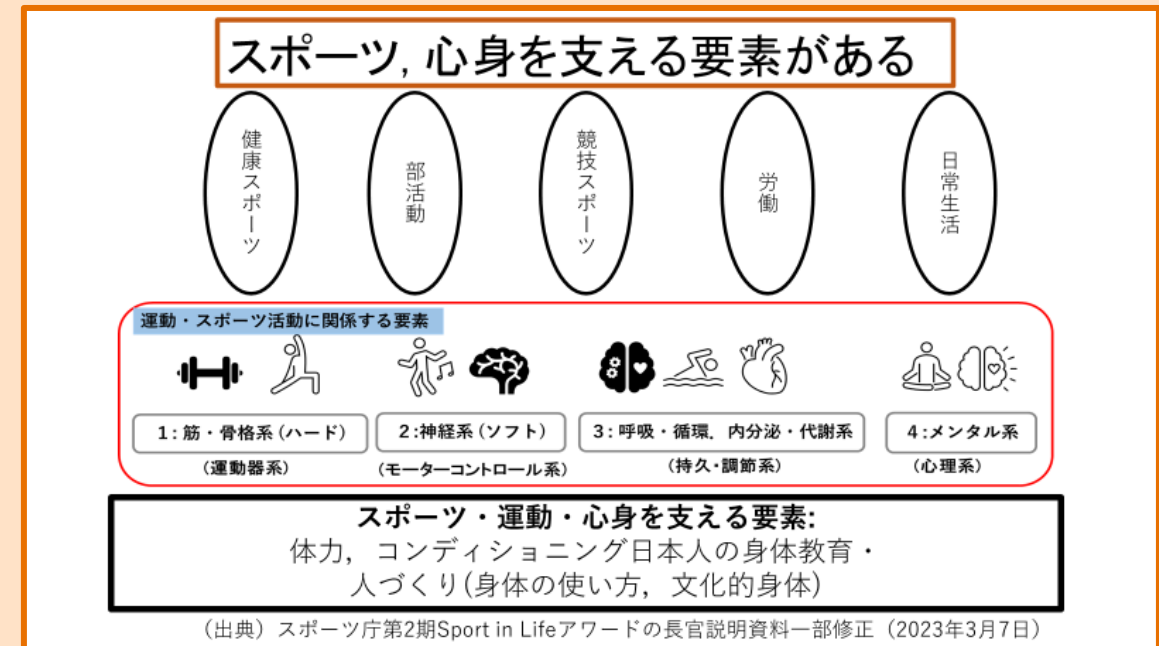 スポーツ, 心身を支える要素がある
健康スポーツ
部活動
競技スポーツ
労働
日常生活
運動・スポーツ活動に関係する要素
1：筋・骨格系（ハード）
2：神経系（ソフト）
3：呼吸・循環．内分泌・代謝系
4：メンタル系
（運動器系）
（モーターコントロール系）
（持久・調節系）
（心理系）
スポーツ・運動・心身を支える要素:
体力，コンディショニング日本人の身体教育・
人づくり(身体の使い方，文化的身体)
（出典）スポーツ庁第2期Sport in Lifeアワードの長官説明資料一部修正（2023年3月7日）